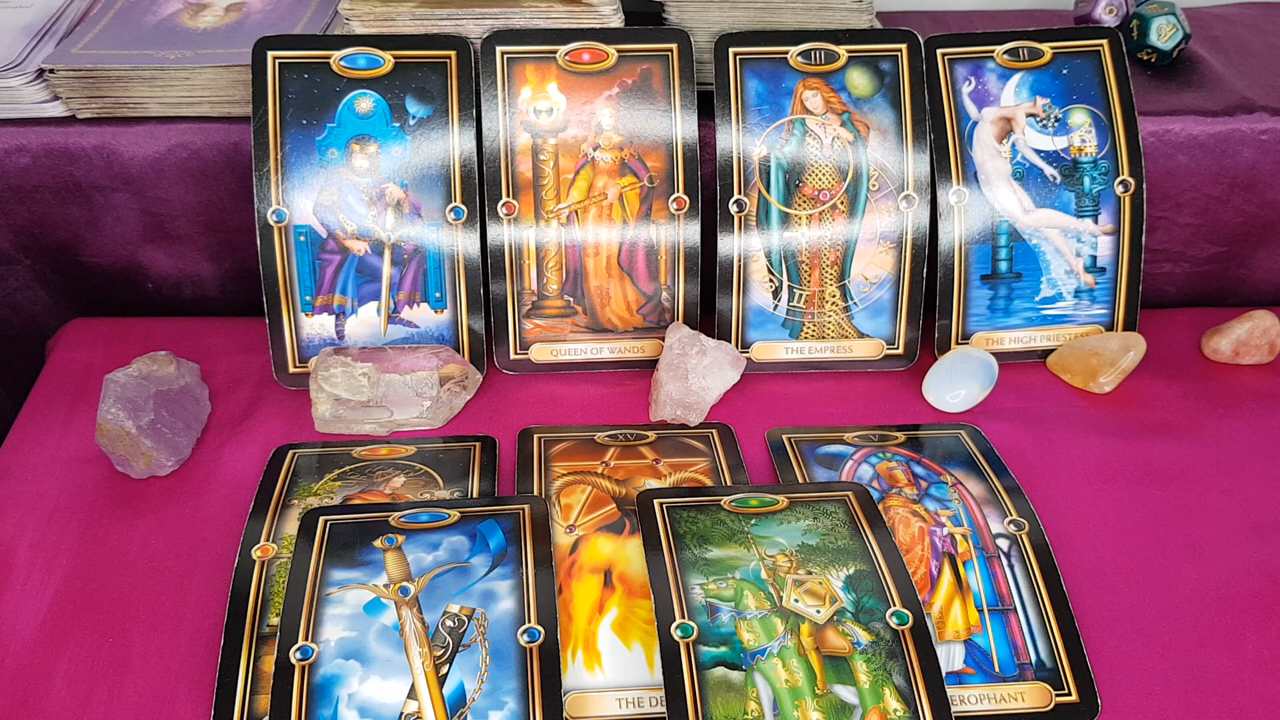 III
II
QUEEN OF WANDS
THE EMPRESS
THE HIGH PRIESTESS
XV
V
THE DE
EROPHANT